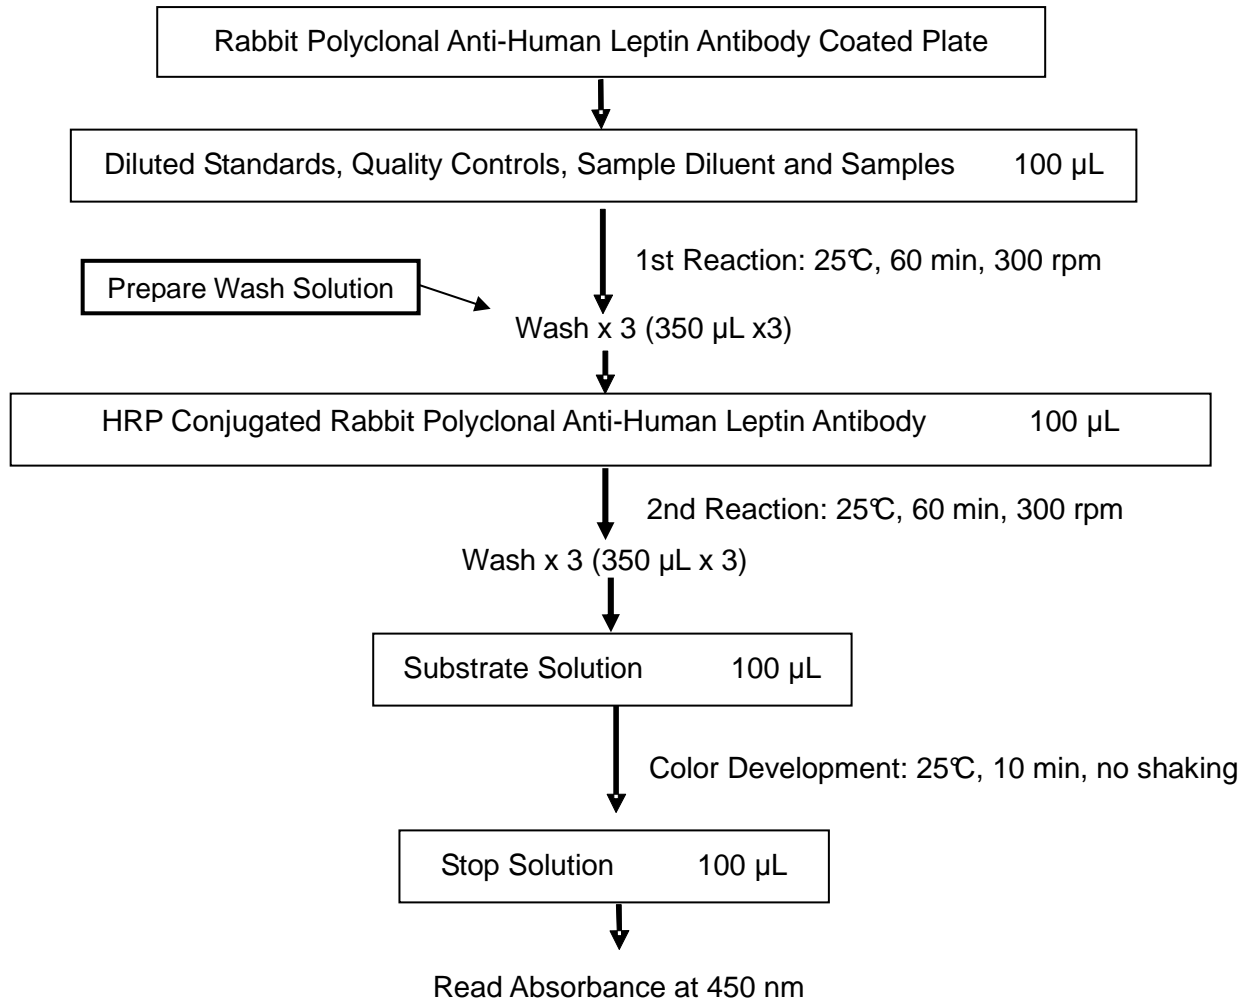 Rabbit Polyclonal Anti-Human Leptin Antibody Coated Plate
Diluted Standards, Quality Controls, Sample Diluent and Samples 100 µL
1st Reaction: 25℃, 60 min, 300 rpm
Prepare Wash Solution
Wash x 3 (350 µL x3)
HRP Conjugated Rabbit Polyclonal Anti-Human Leptin Antibody 100 µL
2nd Reaction: 25℃, 60 min, 300 rpm
Wash x 3 (350 µL x 3)
Substrate Solution 100 µL
Color Development: 25℃, 10 min, no shaking
Stop Solution 100 µL
Read Absorbance at 450 nm